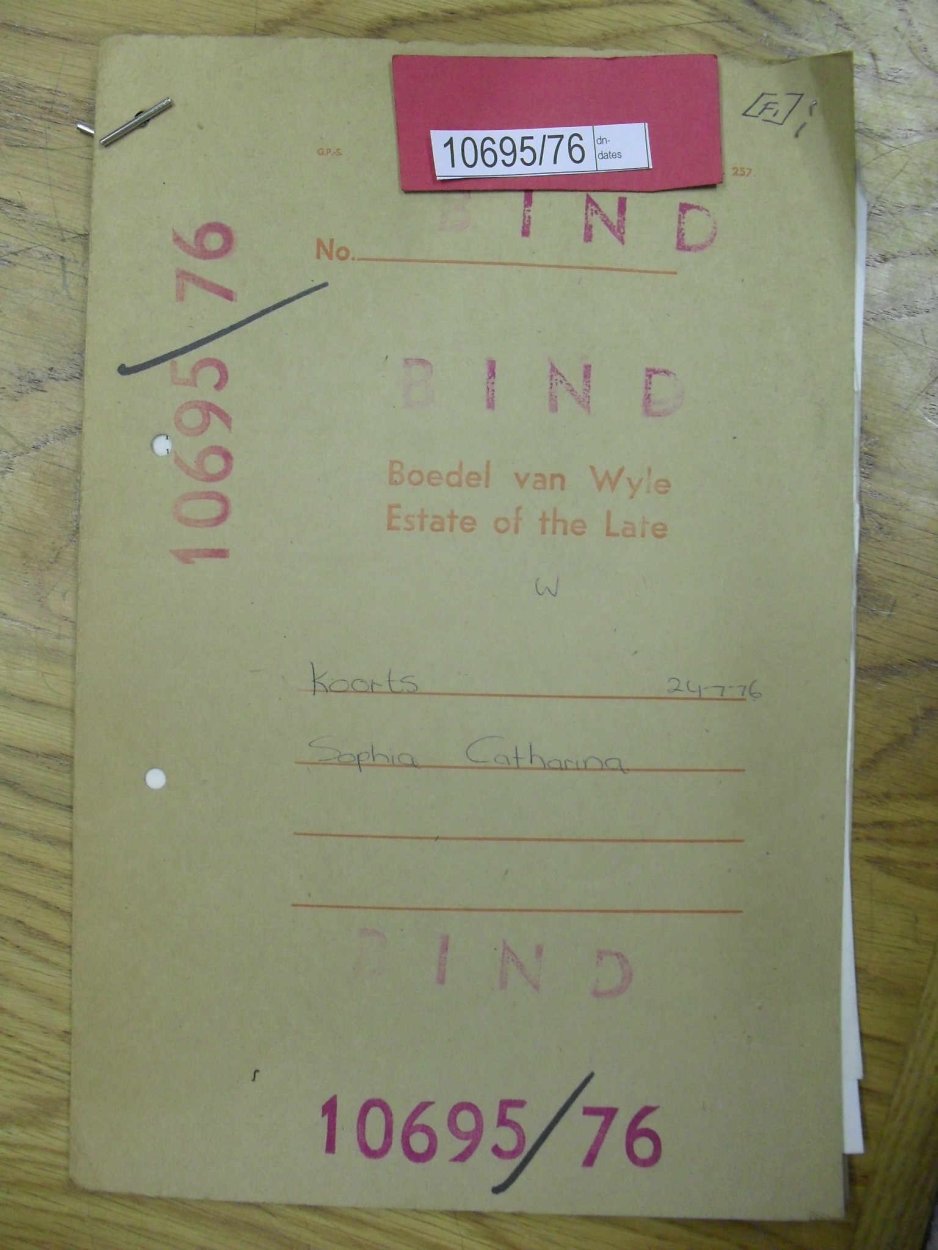 [F1]
G.P.-S.
10695/76 dn-dates
257.
BIND
No.
10695/76
BIND
Boedel van Wyle
Estate of the Late
W
Koorts 24-7-76
Sophia Catharina
BIND
10695/76